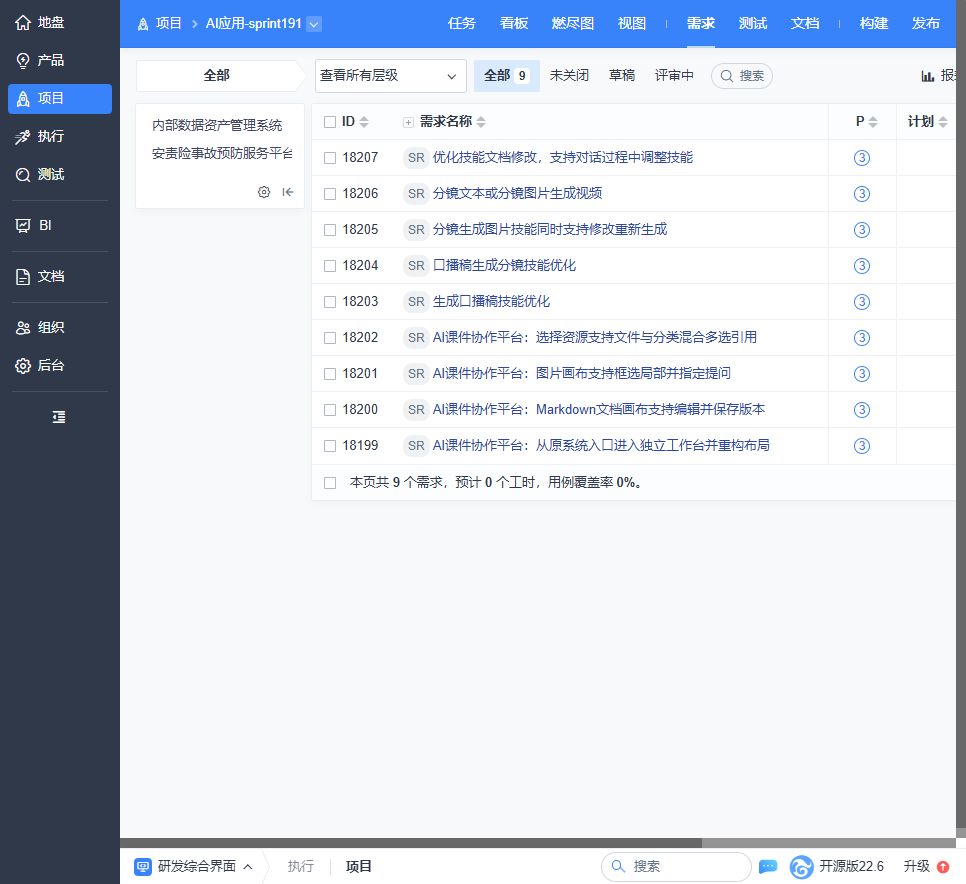 地盘
产品
项目
执行
测试
BI
文档
组织
后台
项目 AI应用-sprint191
任务 看板 燃尽图 视图 需求 测试 文档 构建 发布
全部 查看所有层级 全部 9 未关闭 草稿 评审中 搜索
内部数据资产管理系统
安责险事故预防服务平台
ID 需求名称 P 计划
18207 SR 优化技能文档修改，支持对话过程中调整技能 3
18206 SR 分镜文本或分镜图片生成视频 3
18205 SR 分镜生成图片技能同时支持修改重新生成 3
18204 SR 口播稿生成分镜技能优化 3
18203 SR 生成口播稿技能优化 3
18202 SR AI课件协作平台：选择资源支持文件与分类混合多选引用 3
18201 SR AI课件协作平台：图片画布支持框选局部并指定提问 3
18200 SR AI课件协作平台：Markdown文档画布支持编辑并保存版本 3
18199 SR AI课件协作平台：从原系统入口进入独立工作台并重构布局 3
本页共 9 个需求，预计 0 个工时，用例覆盖率 0%。
研发综合界面 执行 项目 搜索 开源版22.6 升级